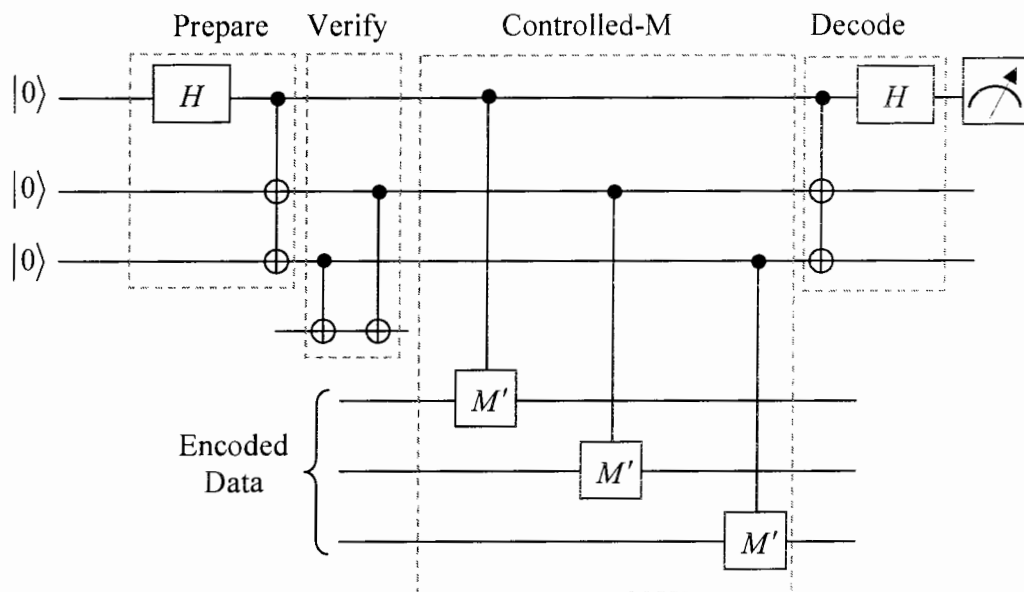 Prepare Verify Controlled-M Decode
|0⟩ H H
|0⟩
|0⟩
M'
Encoded
Data
M'
M'